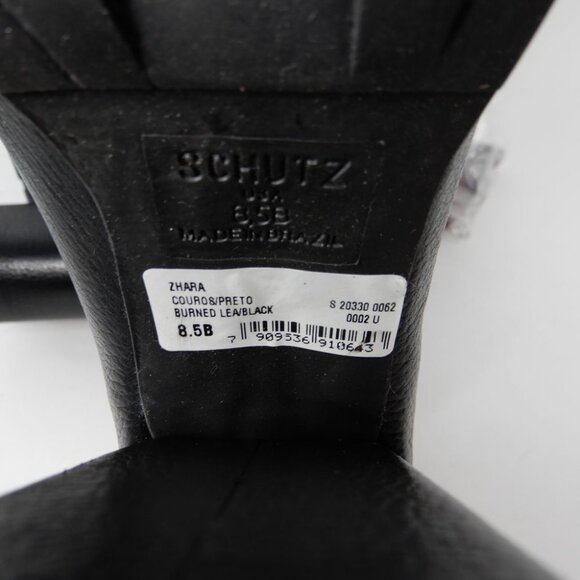 SCHUTZ
USA
8.5B
MADE IN BRAZIL
ZHARA
COUROS/PRETO S 20330 0062
BURNED LEA/BLACK 0002 U
8.5B
7 909536 910643